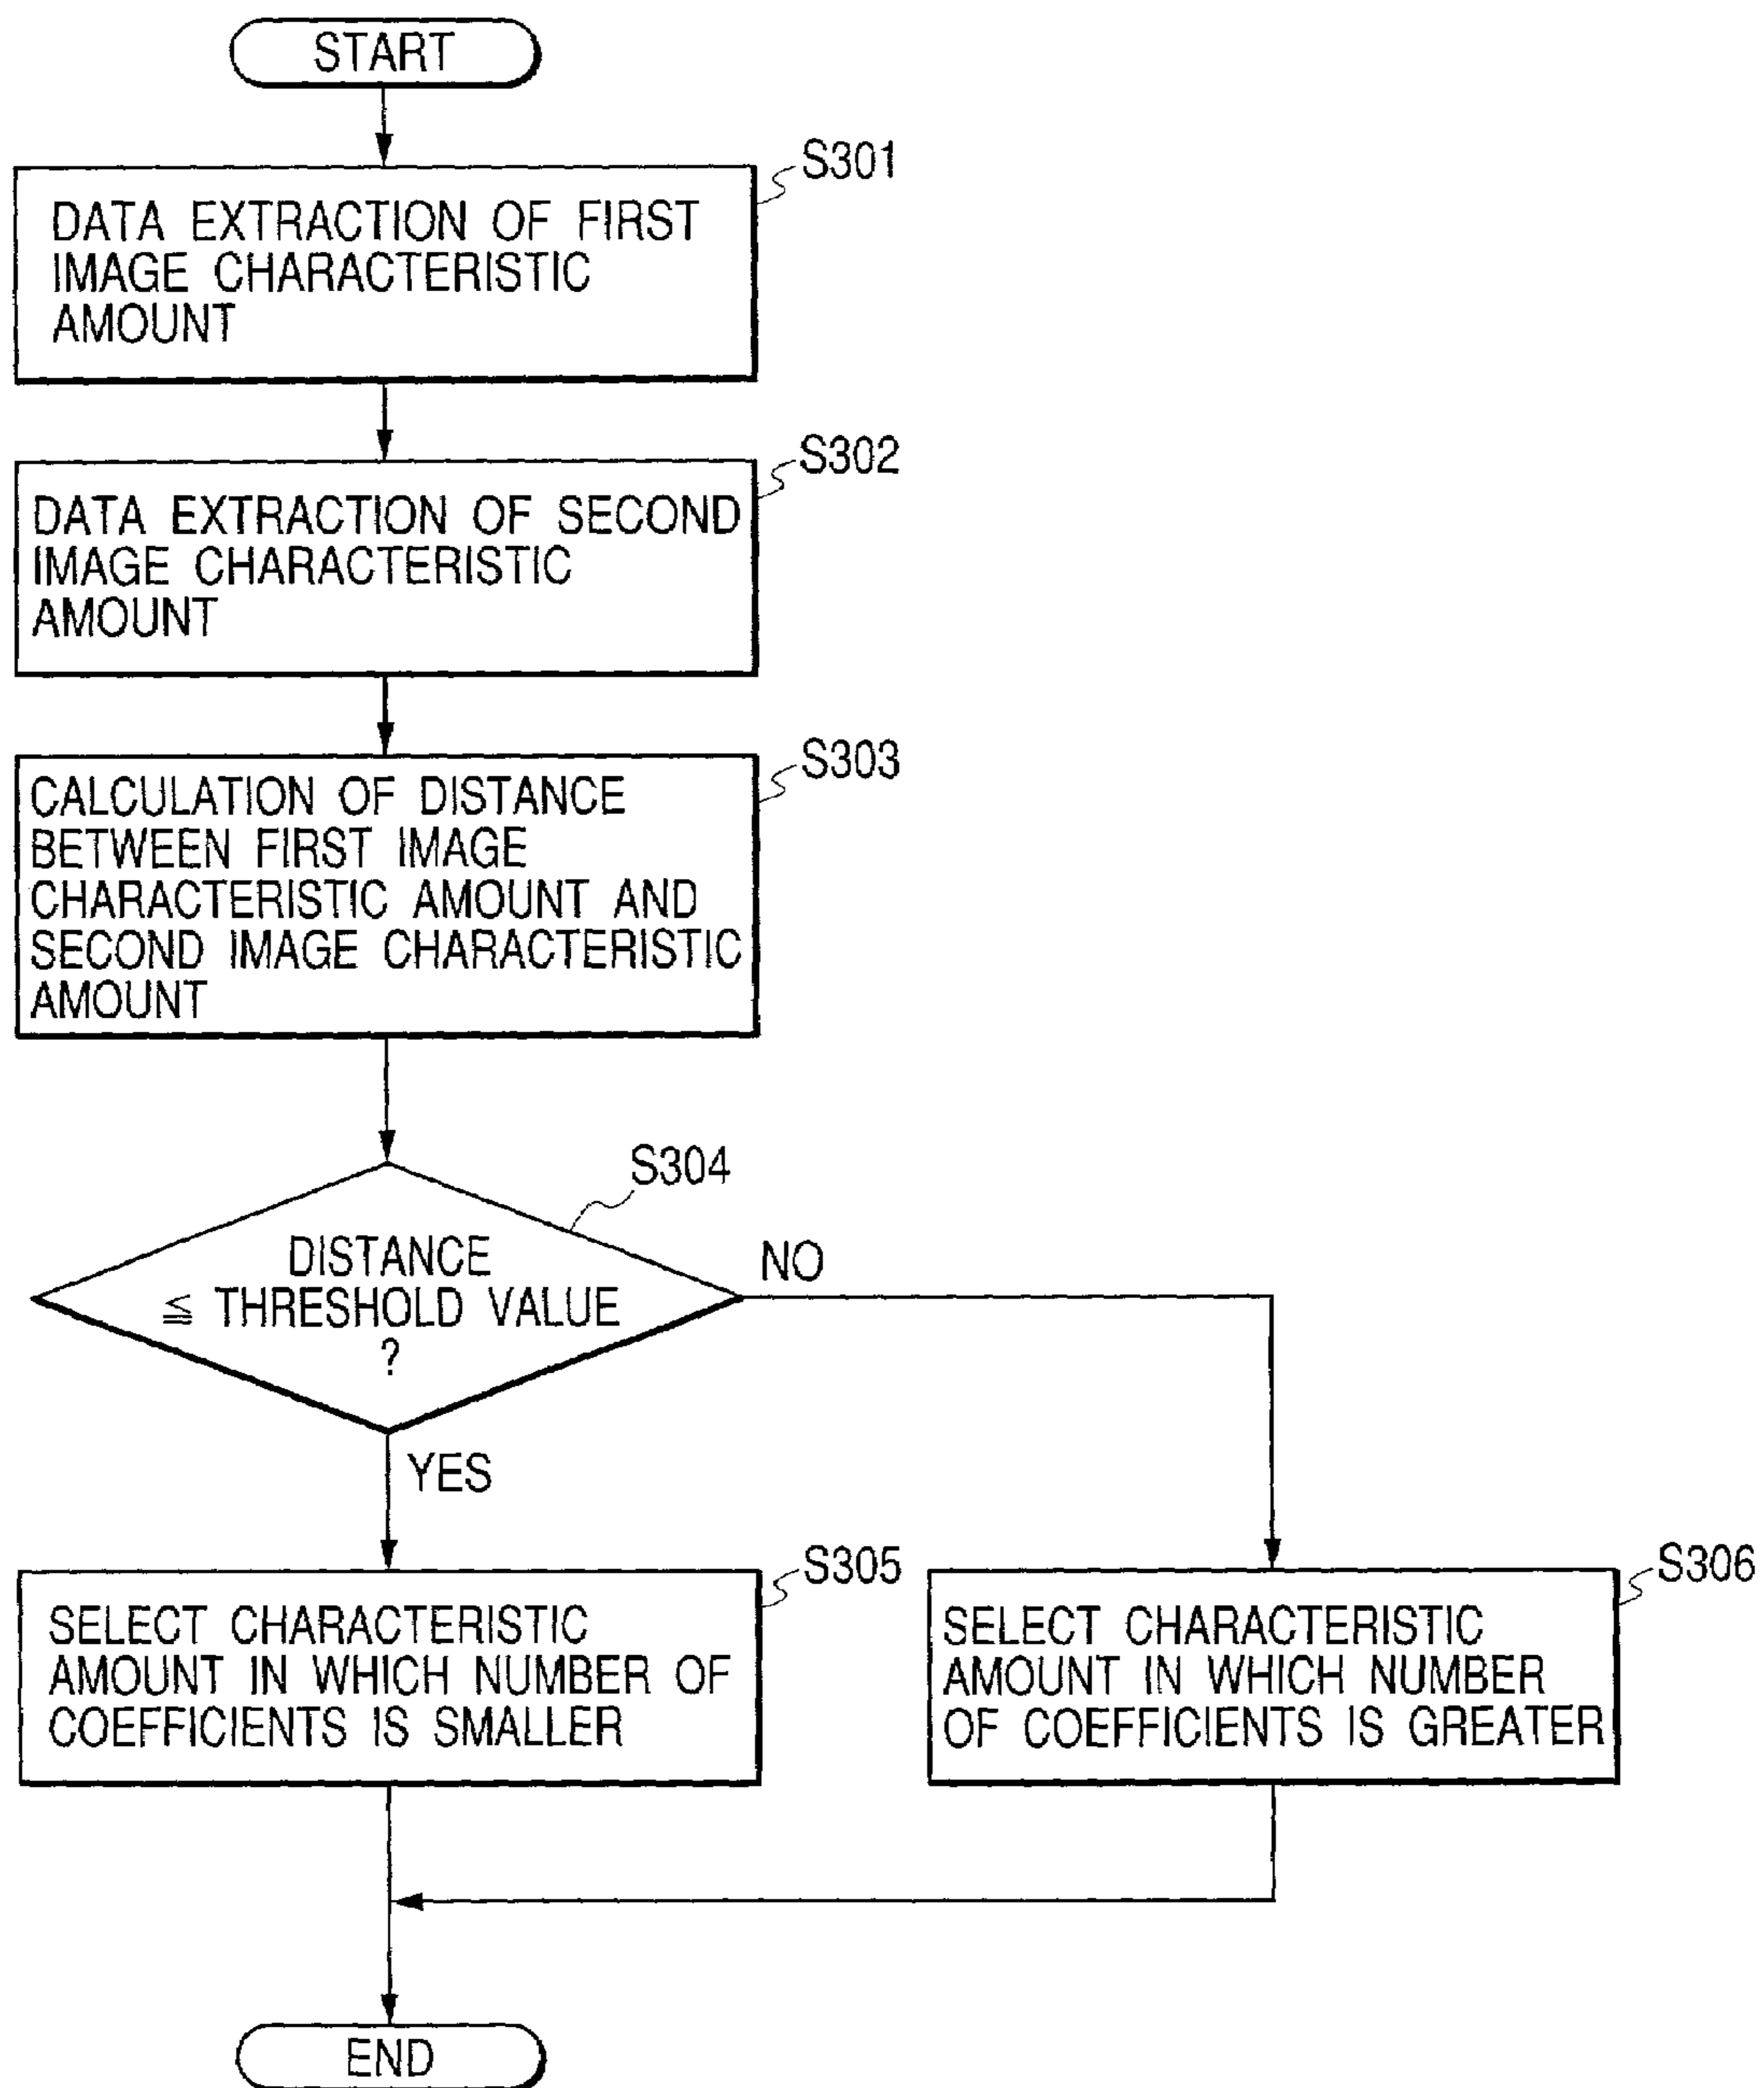 START
S301
DATA EXTRACTION OF FIRST
IMAGE CHARACTERISTIC
AMOUNT
S302
DATA EXTRACTION OF SECOND
IMAGE CHARACTERISTIC
AMOUNT
S303
CALCULATION OF DISTANCE
BETWEEN FIRST IMAGE
CHARACTERISTIC AMOUNT AND
SECOND IMAGE CHARACTERISTIC
AMOUNT
S304
DISTANCE
≦ THRESHOLD VALUE
?
NO
YES
S305
SELECT CHARACTERISTIC
AMOUNT IN WHICH NUMBER OF
COEFFICIENTS IS SMALLER
S306
SELECT CHARACTERISTIC
AMOUNT IN WHICH NUMBER
OF COEFFICIENTS IS GREATER
END